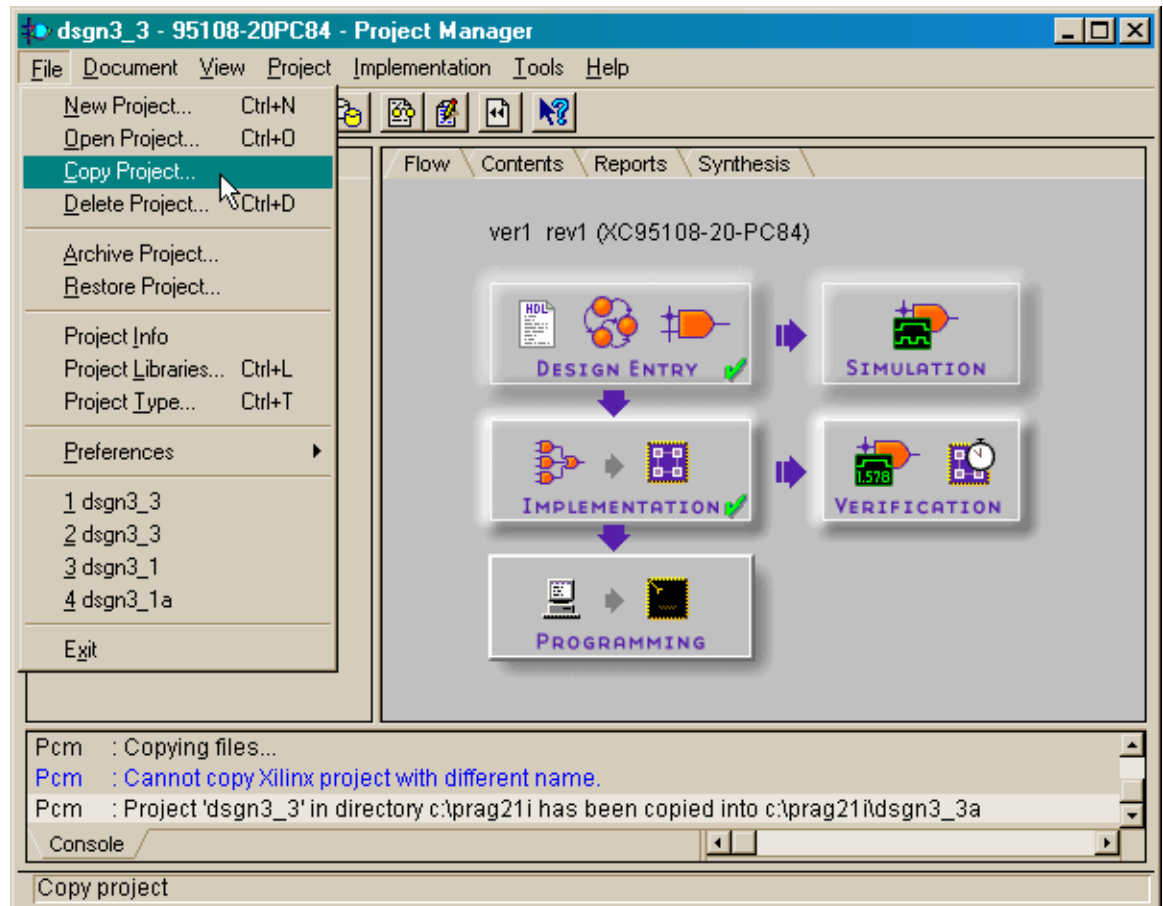 dsgn3_3 - 95108-20PC84 - Project Manager
File Document View Project Implementation Tools Help
New Project... Ctrl+N
Open Project... Ctrl+O
Copy Project...
Delete Project... Ctrl+D
Archive Project...
Restore Project...
Project Info
Project Libraries... Ctrl+L
Project Type... Ctrl+T
Preferences
1 dsgn3_3
2 dsgn3_3
3 dsgn3_1
4 dsgn3_1a
Exit
Flow Contents Reports Synthesis
ver1 rev1 (XC95108-20-PC84)
HDL
DESIGN ENTRY
SIMULATION
1.578
IMPLEMENTATION
VERIFICATION
PROGRAMMING
Pcm : Copying files...
Pcm : Cannot copy Xilinx project with different name.
Pcm : Project 'dsgn3_3' in directory c:\prag21i has been copied into c:\prag21i\dsgn3_3a
Console
Copy project